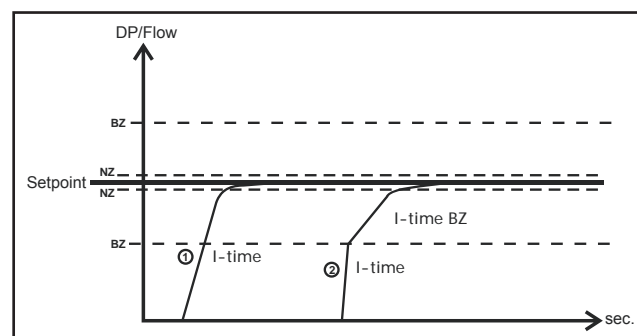 DP/Flow
BZ
NZ
Setpoint
NZ
I-time BZ
BZ
① I-time
② I-time
sec.